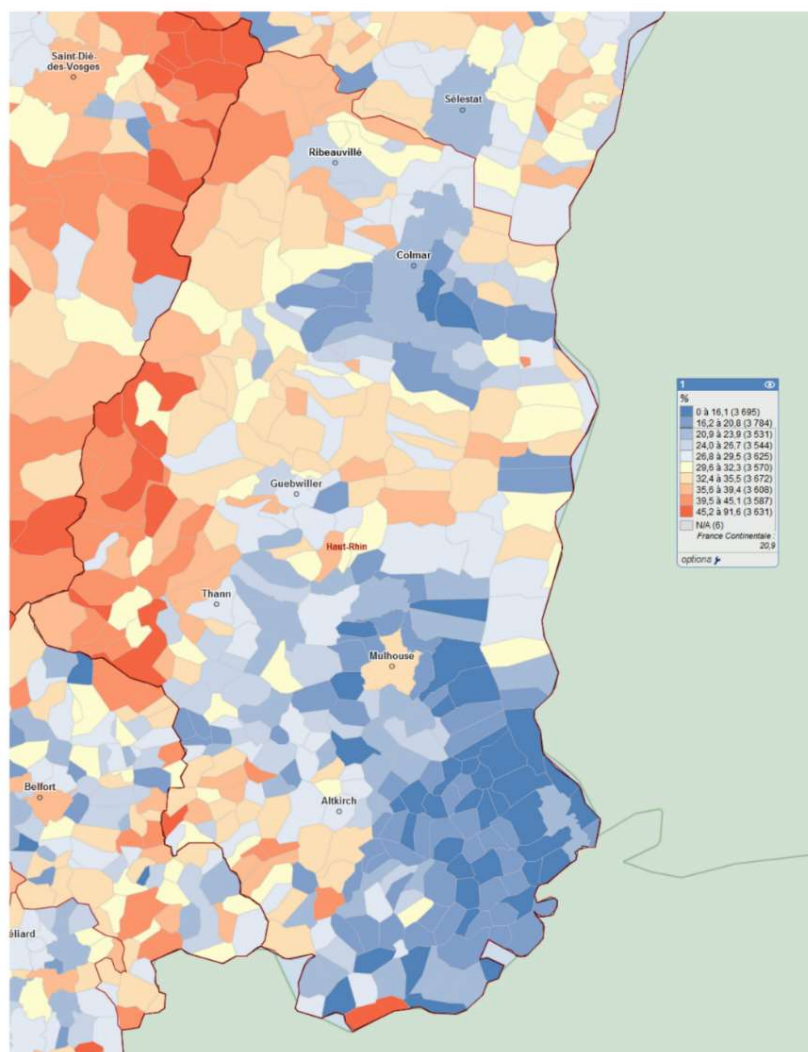 Saint-Dié-
des-Vosges
Sélestat
Ribeauvillé
Colmar
1
%
0 à 16,1 (3 695)
16,2 à 20,8 (3 784)
20,9 à 23,9 (3 531)
24,0 à 26,7 (3 544)
26,8 à 29,5 (3 625)
29,6 à 32,3 (3 570)
32,4 à 35,5 (3 672)
35,6 à 39,4 (3 608)
39,5 à 45,1 (3 587)
45,2 à 91,6 (3 631)
N/A (6)
France Continentale :
20,9
options
Guebwiller
Haut-Rhin
Thann
Mulhouse
Belfort
Altkirch
éliard